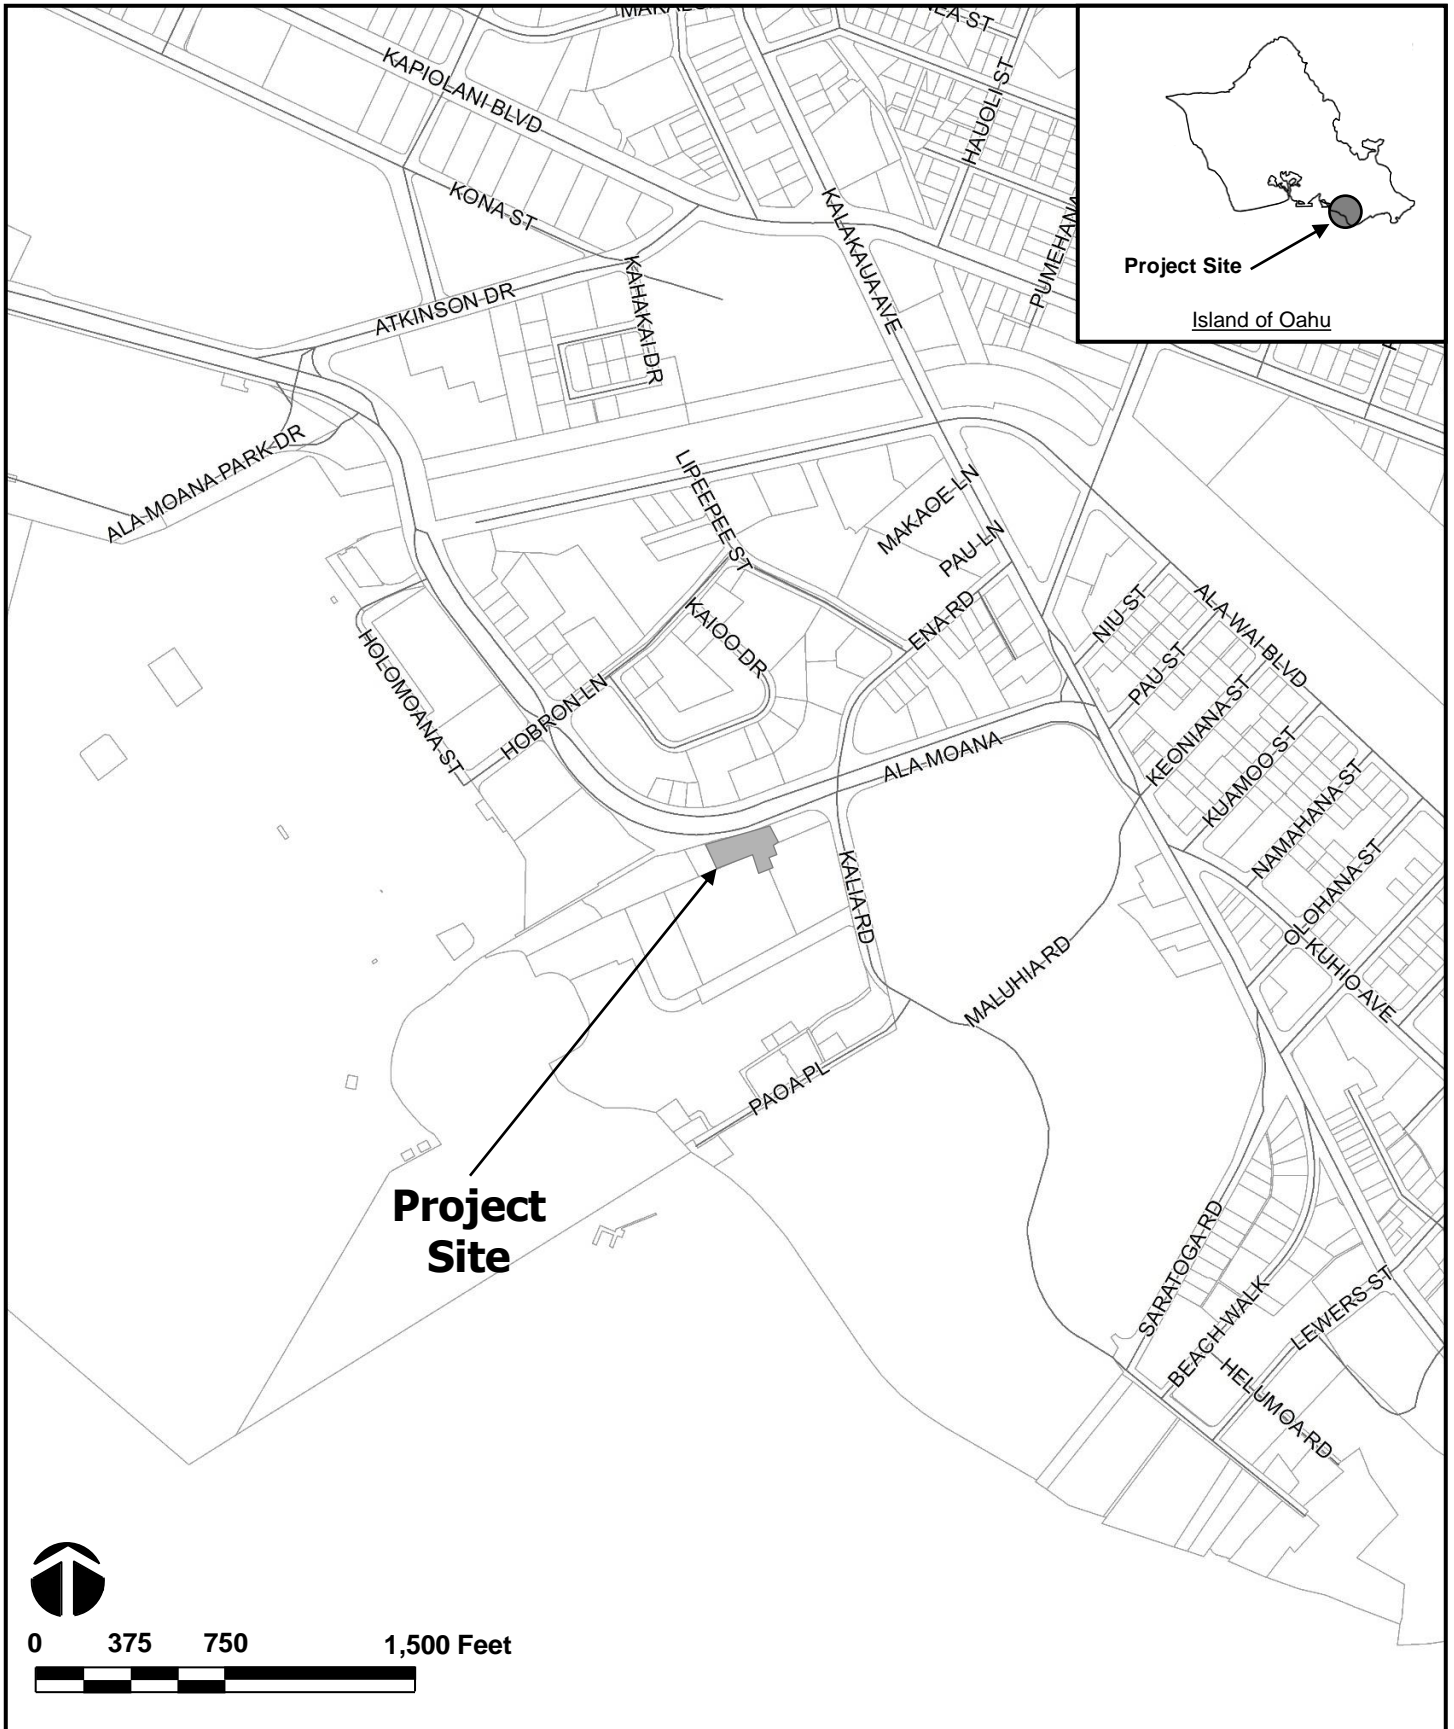 KAPIOLANI BLVD
KONA ST
ATKINSON DR
KAHAKAI DR
KALAKAUA AVE
HAUOLI ST
PUMEHANA
Project Site
Island of Oahu
ALA MOANA PARK DR
LIPEEPEE ST
MAKAOE LN
PAU LN
ENA RD
KAIOO DR
HOLOMOANA ST
HOBRON LN
ALA MOANA
NIU ST
PAU ST
ALA WAI BLVD
KEONIANA ST
KUAMOO ST
NAMAHANA ST
OLOHANA ST
KUHIO AVE
KALIA RD
MALUHIA RD
PAOA PL
Project
Site
SARATOGA RD
BEACH WALK
LEWERS ST
HELUMOA RD
0 375 750 1,500 Feet